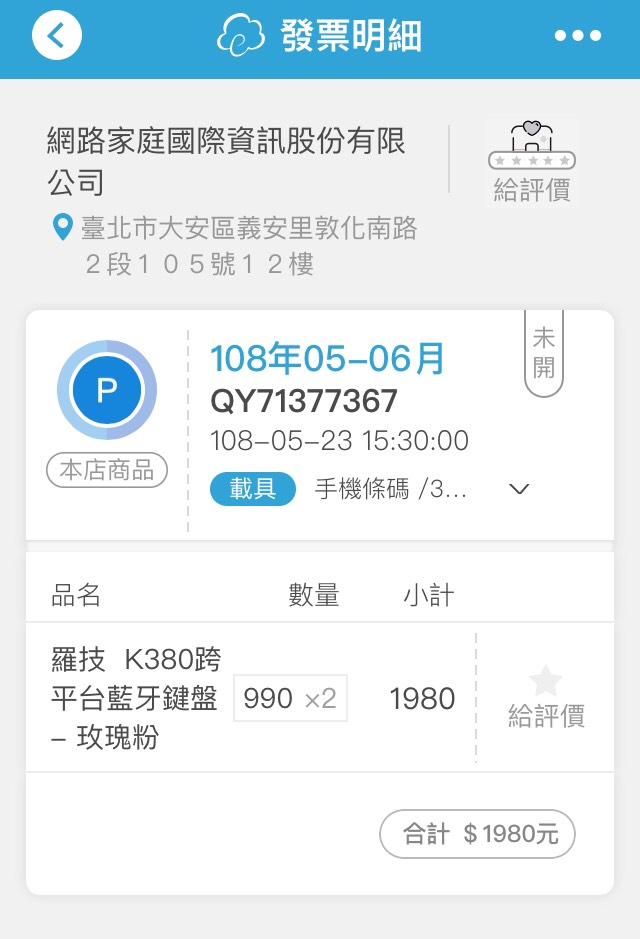 發票明細
網路家庭國際資訊股份有限
公司
給評價
臺北市大安區義安里敦化南路
２段１０５號１２樓
P
本店商品
108年05-06月
未開
QY71377367
108-05-23 15:30:00
載具 手機條碼 /3...
品名 數量 小計
羅技 K380跨
平台藍牙鍵盤 990 ×2 1980
- 玫瑰粉
給評價
合計 $1980元